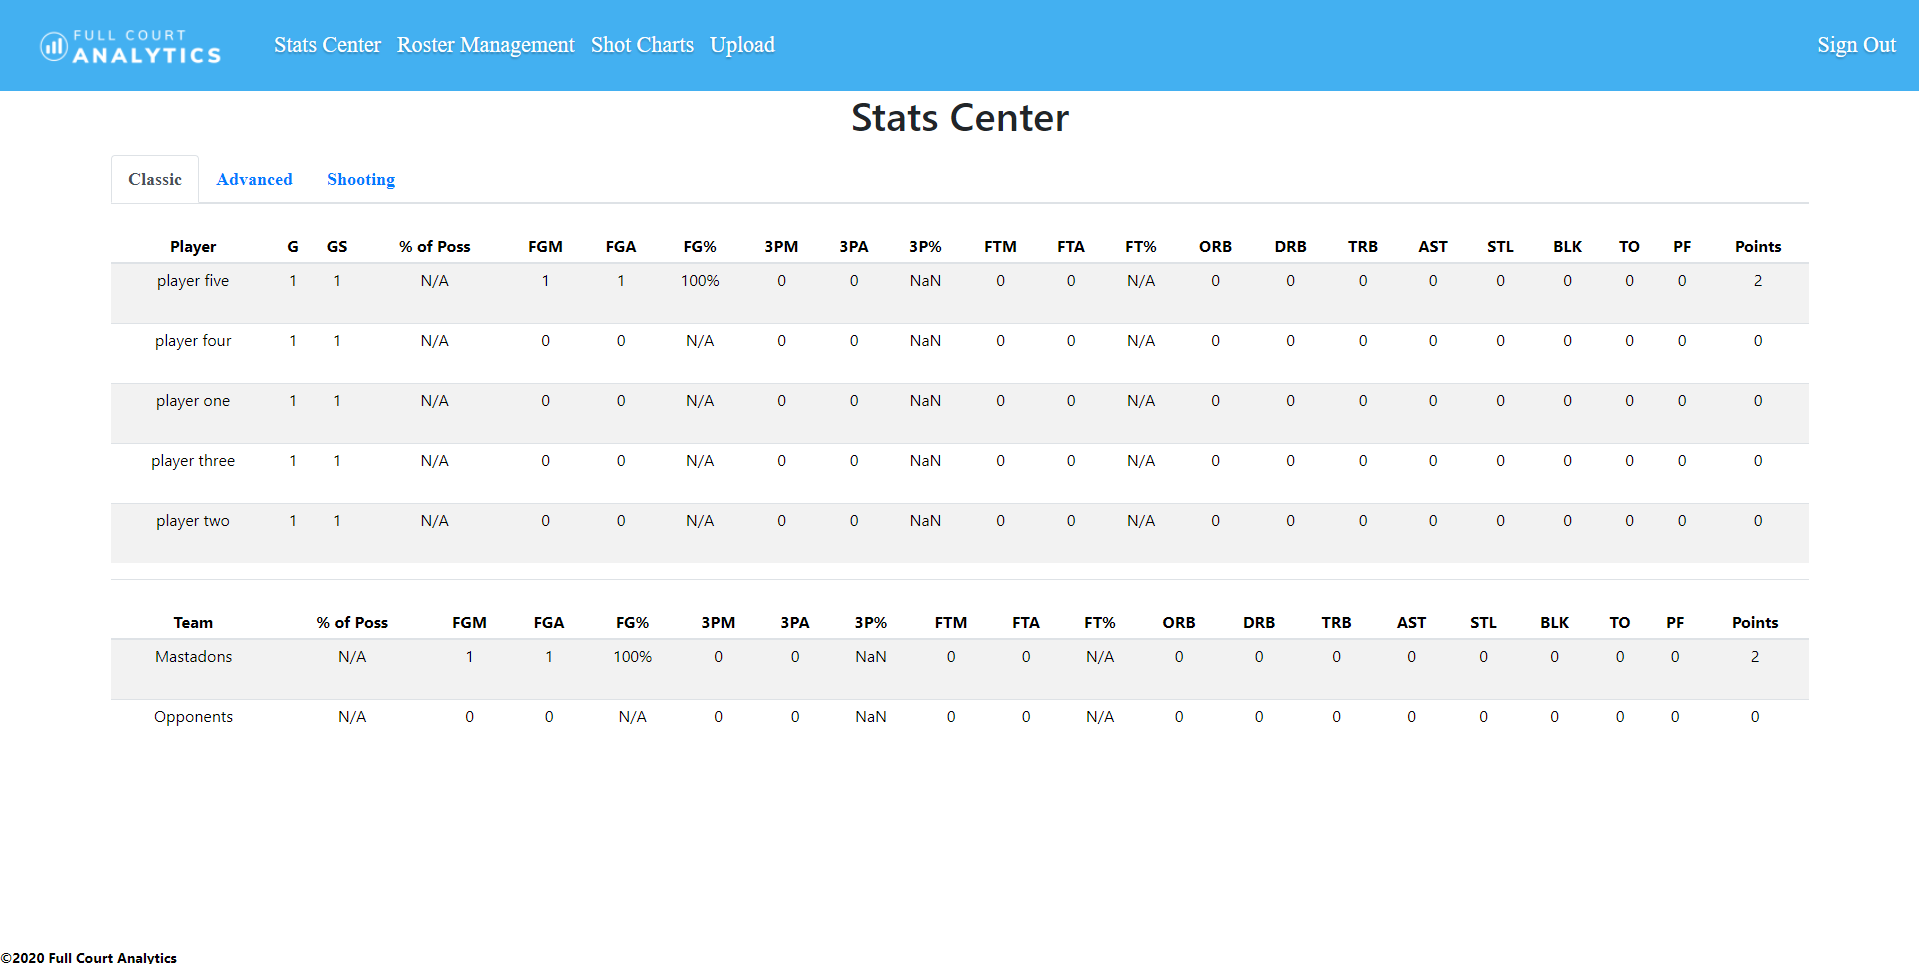 FULL COURT
ANALYTICS
Stats Center Roster Management Shot Charts Upload Sign Out
Stats Center
Classic Advanced Shooting
Player G GS % of Poss FGM FGA FG% 3PM 3PA 3P% FTM FTA FT% ORB DRB TRB AST STL BLK TO PF Points
player five 1 1 N/A 1 1 100% 0 0 NaN 0 0 N/A 0 0 0 0 0 0 0 0 2
player four 1 1 N/A 0 0 N/A 0 0 NaN 0 0 N/A 0 0 0 0 0 0 0 0 0
player one 1 1 N/A 0 0 N/A 0 0 NaN 0 0 N/A 0 0 0 0 0 0 0 0 0
player three 1 1 N/A 0 0 N/A 0 0 NaN 0 0 N/A 0 0 0 0 0 0 0 0 0
player two 1 1 N/A 0 0 N/A 0 0 NaN 0 0 N/A 0 0 0 0 0 0 0 0 0
Team % of Poss FGM FGA FG% 3PM 3PA 3P% FTM FTA FT% ORB DRB TRB AST STL BLK TO PF Points
Mastadons N/A 1 1 100% 0 0 NaN 0 0 N/A 0 0 0 0 0 0 0 0 2
Opponents N/A 0 0 N/A 0 0 NaN 0 0 N/A 0 0 0 0 0 0 0 0 0
©2020 Full Court Analytics